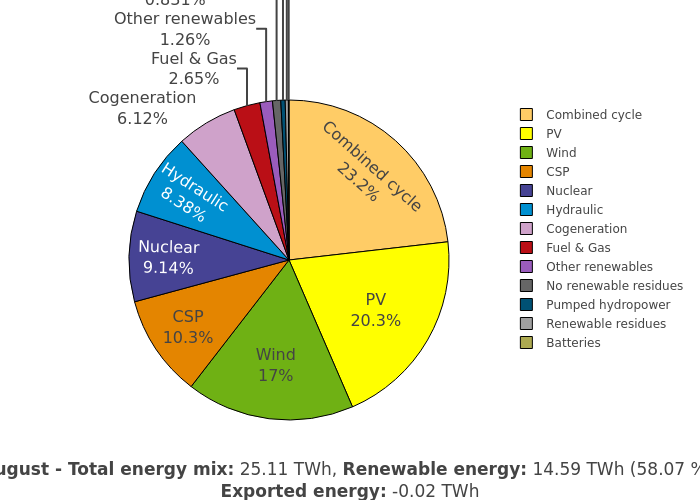 Other renewables
1.26%
Fuel & Gas
2.65%
Cogeneration
6.12%
Combined cycle
23.2%
Hydraulic
8.38%
Nuclear
9.14%
CSP
10.3%
Wind
17%
PV
20.3%
Combined cycle
PV
Wind
CSP
Nuclear
Hydraulic
Cogeneration
Fuel & Gas
Other renewables
No renewable residues
Pumped hydropower
Renewable residues
Batteries
ugust - Total energy mix: 25.11 TWh, Renewable energy: 14.59 TWh (58.07 %
Exported energy: -0.02 TWh